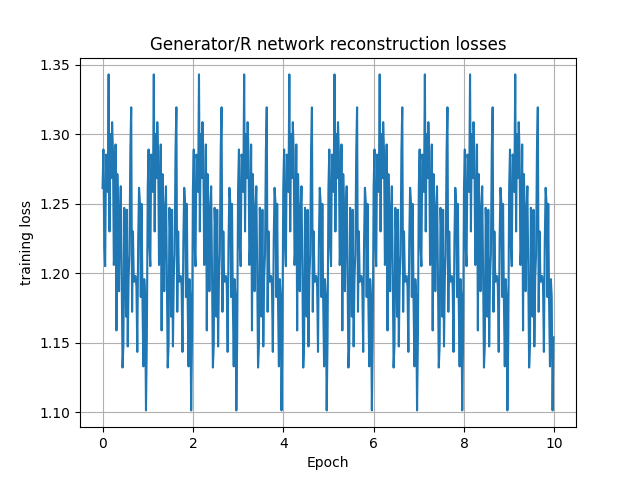 Generator/R network reconstruction losses
1.35
1.30
1.25
1.20
1.15
1.10
training loss
0 2 4 6 8 10
Epoch